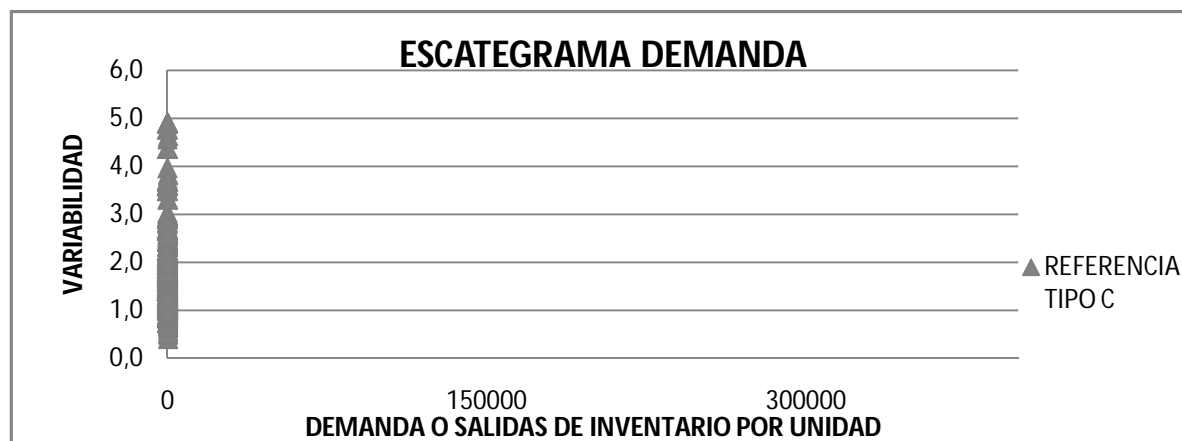 ESCATEGRAMA DEMANDA
6,0
5,0
4,0
3,0
2,0
1,0
0,0
VARIABILIDAD
0 150000 300000
DEMANDA O SALIDAS DE INVENTARIO POR UNIDAD
REFERENCIA
TIPO C